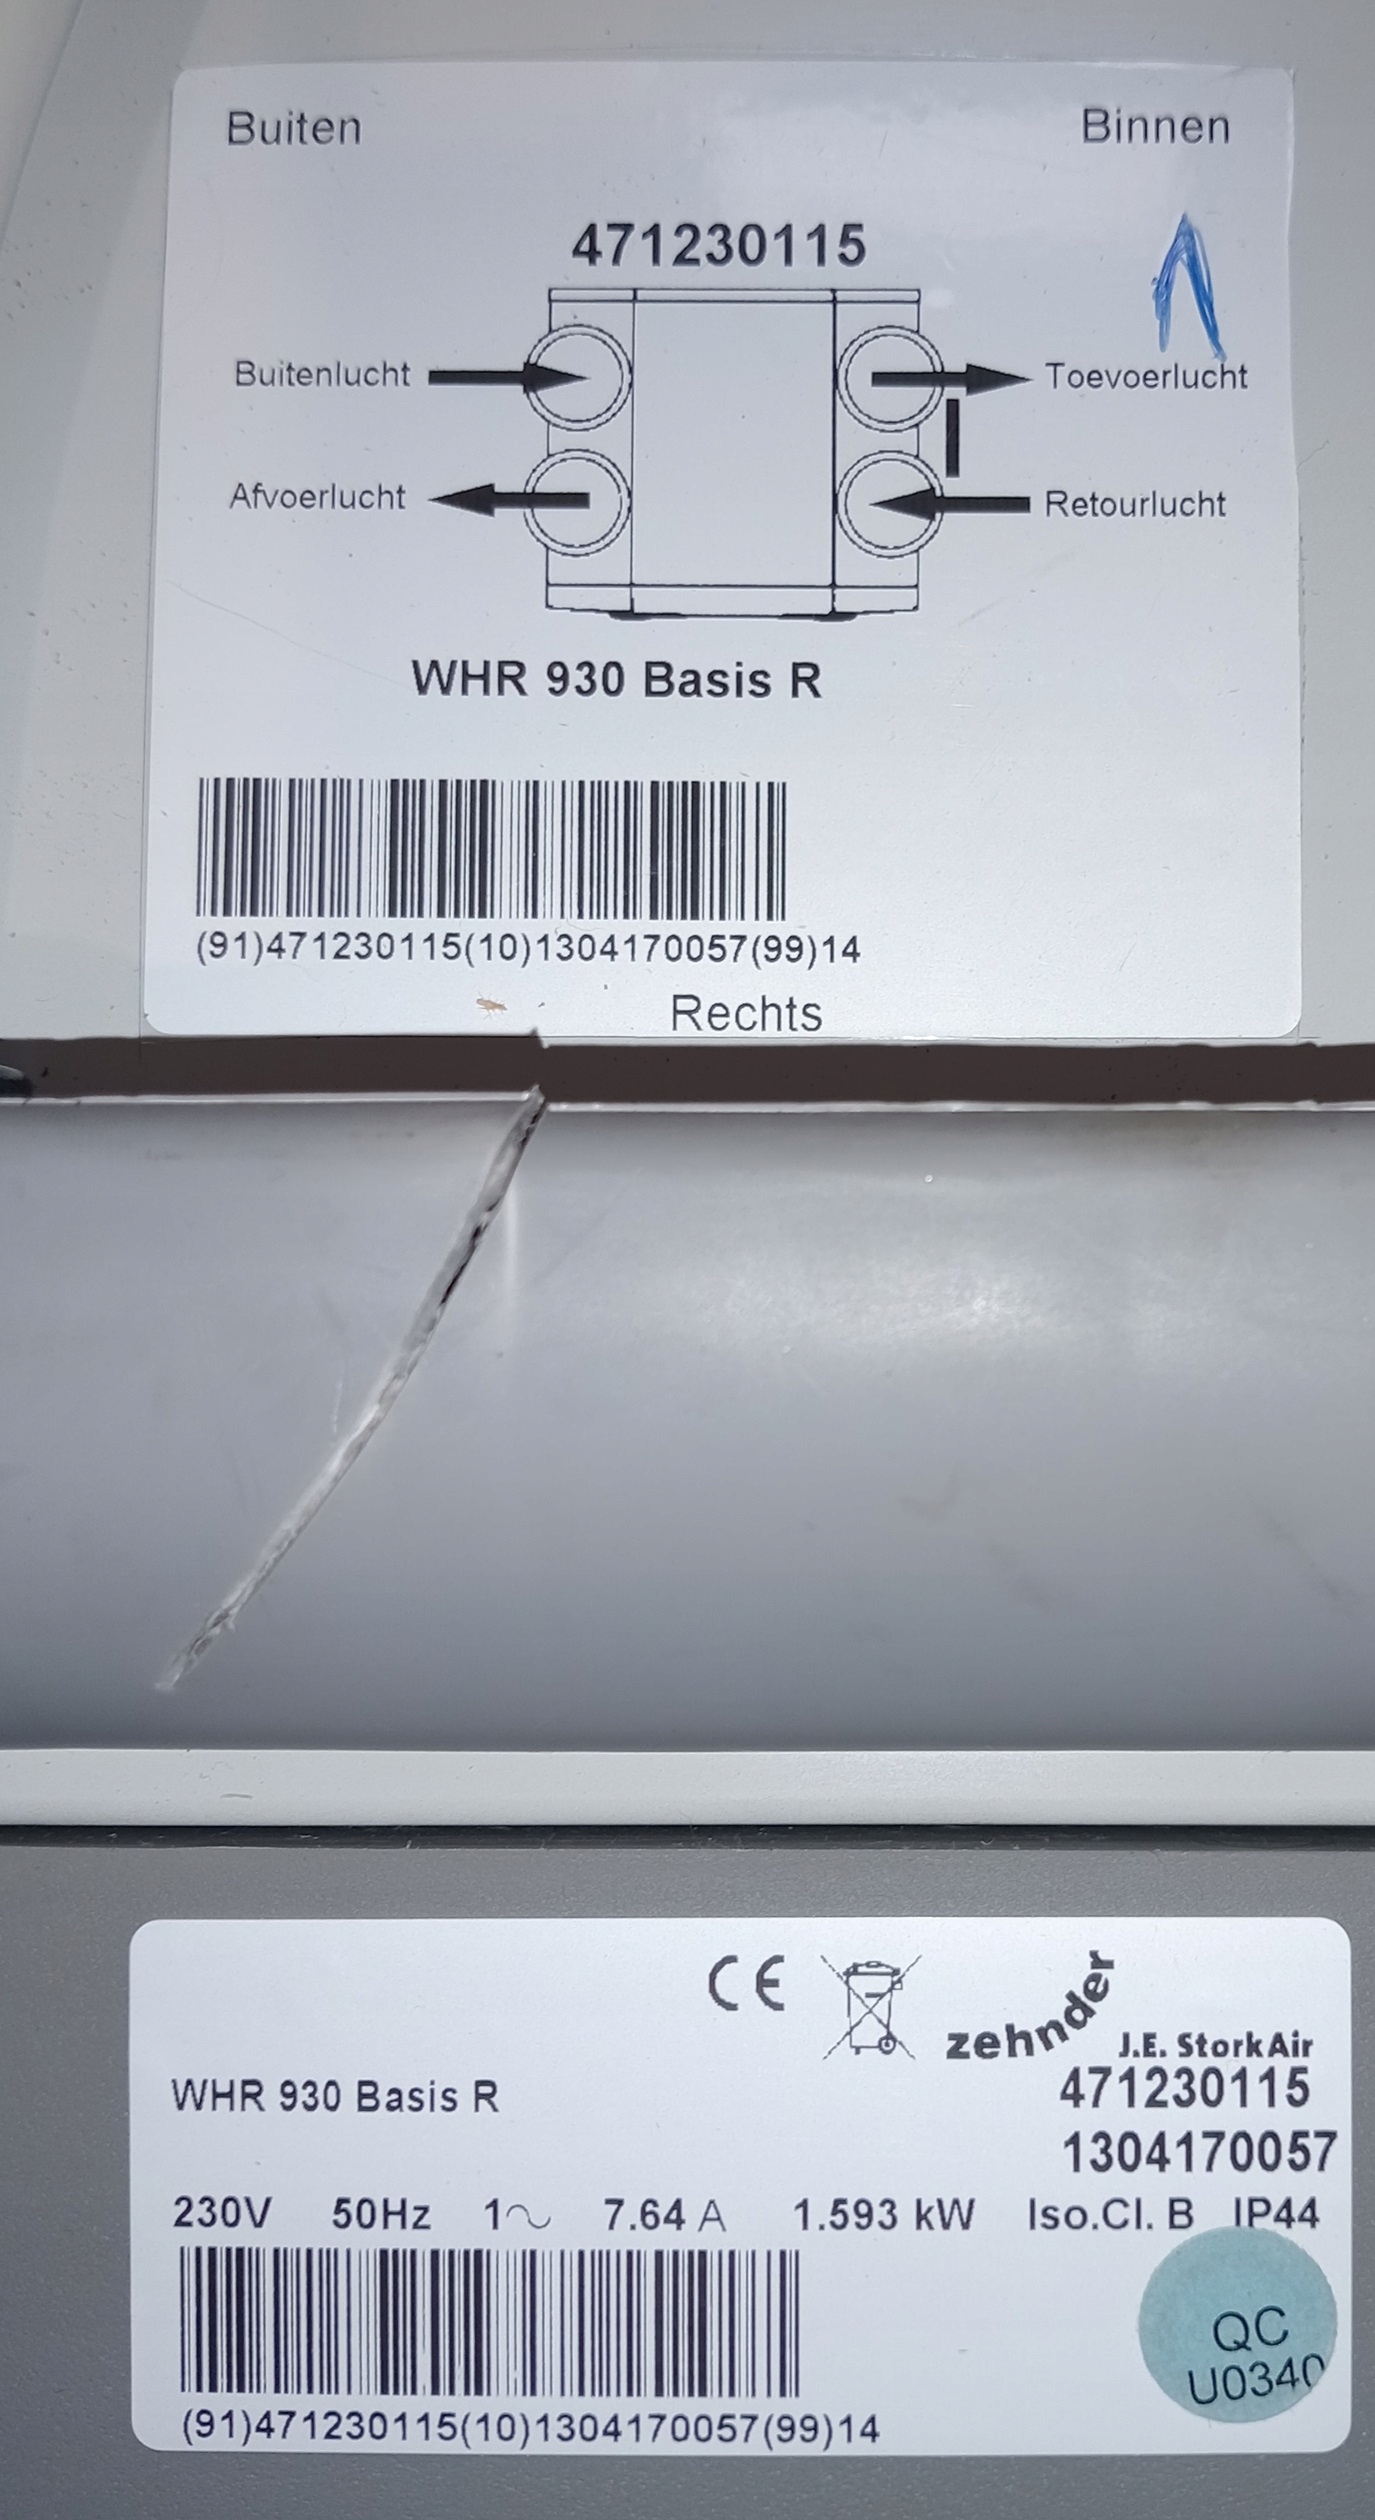 Buiten Binnen
471230115
Buitenlucht Toevoerlucht
Afvoerlucht Retourlucht
WHR 930 Basis R
(91)471230115(10)1304170057(99)14
Rechts
CE zehnder J.E. StorkAir
WHR 930 Basis R 471230115
1304170057
230V 50Hz 1~ 7.64 A 1.593 kW Iso.Cl. B IP44
QC
U0340
(91)471230115(10)1304170057(99)14